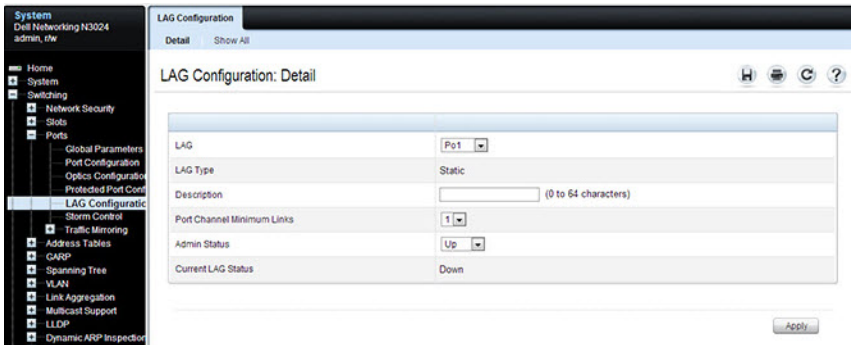 System
Dell Networking N3024
admin, r/w
Home
System
Switching
Network Security
Slots
Ports
Global Parameters
Port Configuration
Optics Configuratio
Protected Port Conf
LAG Configuratic
Storm Control
Traffic Mirroring
Address Tables
GARP
Spanning Tree
VLAN
Link Aggregation
Multicast Support
LLDP
Dynamic ARP Inspection
LAG Configuration
Detail Show All
LAG Configuration: Detail
H C ?
LAG Po1
LAG Type Static
Description (0 to 64 characters)
Port Channel Minimum Links 1
Admin Status Up
Current LAG Status Down
Apply